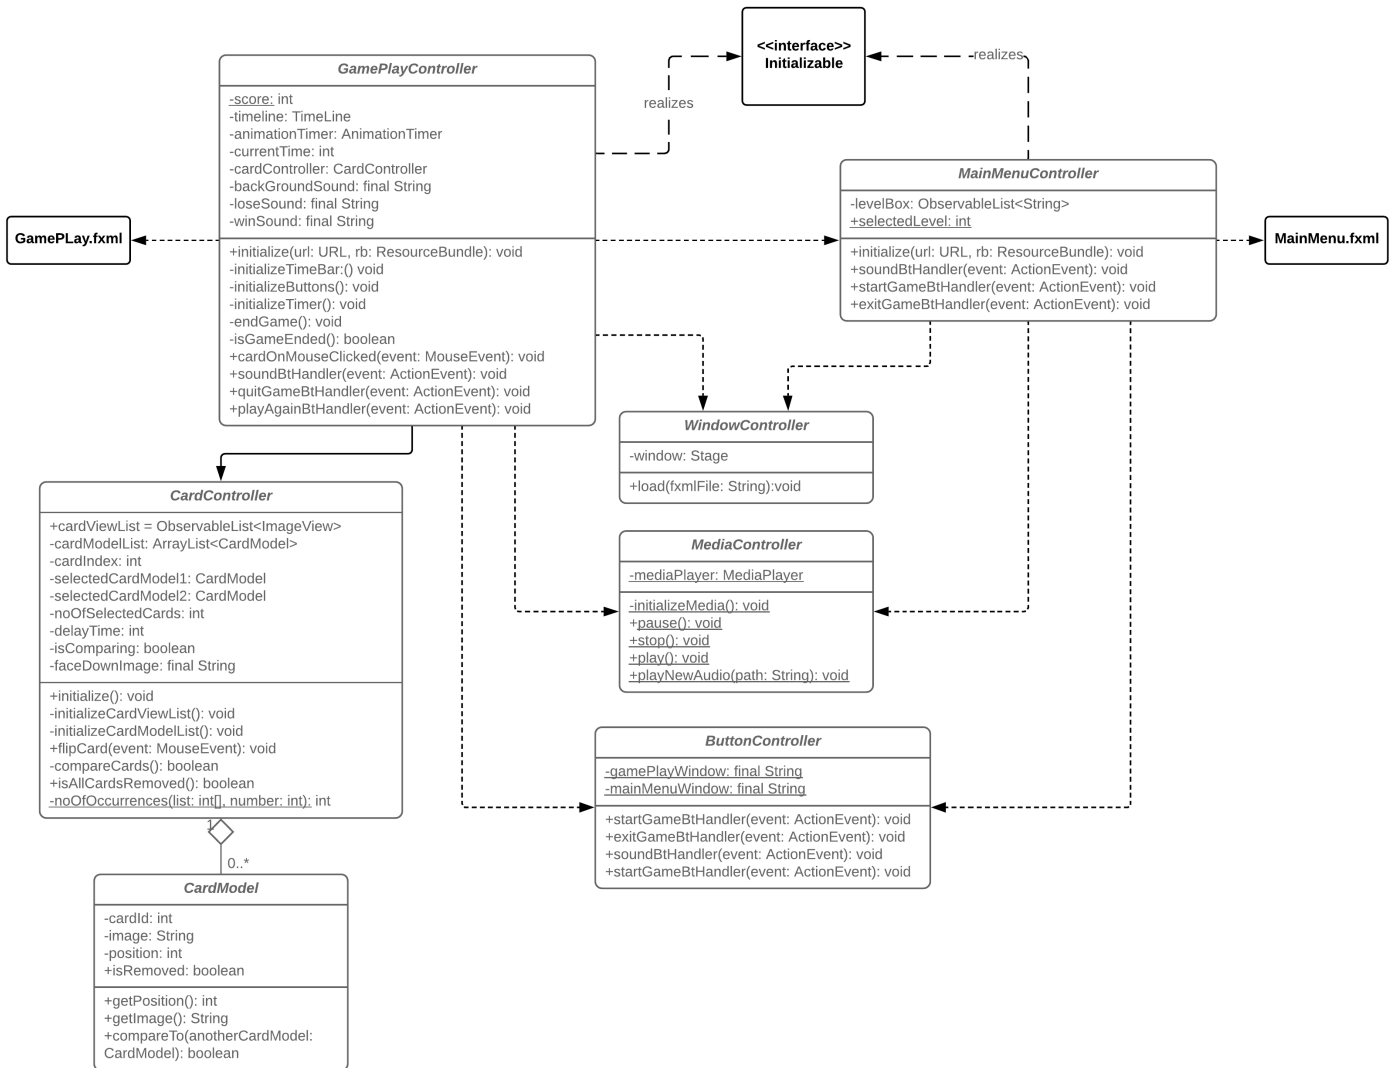 <<interface>>
Initializable
realizes
realizes
GamePlayController
-score: int
-timeline: TimeLine
-animationTimer: AnimationTimer
-currentTime: int
-cardController: CardController
-backGroundSound: final String
-loseSound: final String
-winSound: final String
+initialize(url: URL, rb: ResourceBundle): void
-initializeTimeBar:() void
-initializeButtons(): void
-initializeTimer(): void
-endGame(): void
-isGameEnded(): boolean
+cardOnMouseClicked(event: MouseEvent): void
+soundBtHandler(event: ActionEvent): void
+quitGameBtHandler(event: ActionEvent): void
+playAgainBtHandler(event: ActionEvent): void
GamePLay.fxml
MainMenuController
-levelBox: ObservableList<String>
+selectedLevel: int
+initialize(url: URL, rb: ResourceBundle): void
+soundBtHandler(event: ActionEvent): void
+startGameBtHandler(event: ActionEvent): void
+exitGameBtHandler(event: ActionEvent): void
MainMenu.fxml
WindowController
-window: Stage
+load(fxmlFile: String):void
CardController
+cardViewList = ObservableList<ImageView>
-cardModelList: ArrayList<CardModel>
-cardIndex: int
-selectedCardModel1: CardModel
-selectedCardModel2: CardModel
-noOfSelectedCards: int
-delayTime: int
-isComparing: boolean
-faceDownImage: final String
+initialize(): void
-initializeCardViewList(): void
-initializeCardModelList(): void
+flipCard(event: MouseEvent): void
-compareCards(): boolean
+isAllCardsRemoved(): boolean
-noOfOccurrences(list: int[], number: int): int
MediaController
-mediaPlayer: MediaPlayer
-initializeMedia(): void
+pause(): void
+stop(): void
+play(): void
+playNewAudio(path: String): void
ButtonController
-gamePlayWindow: final String
-mainMenuWindow: final String
+startGameBtHandler(event: ActionEvent): void
+exitGameBtHandler(event: ActionEvent): void
+soundBtHandler(event: ActionEvent): void
+startGameBtHandler(event: ActionEvent): void
1
0..*
CardModel
-cardId: int
-image: String
-position: int
+isRemoved: boolean
+getPosition(): int
+getImage(): String
+compareTo(anotherCardModel:
CardModel): boolean